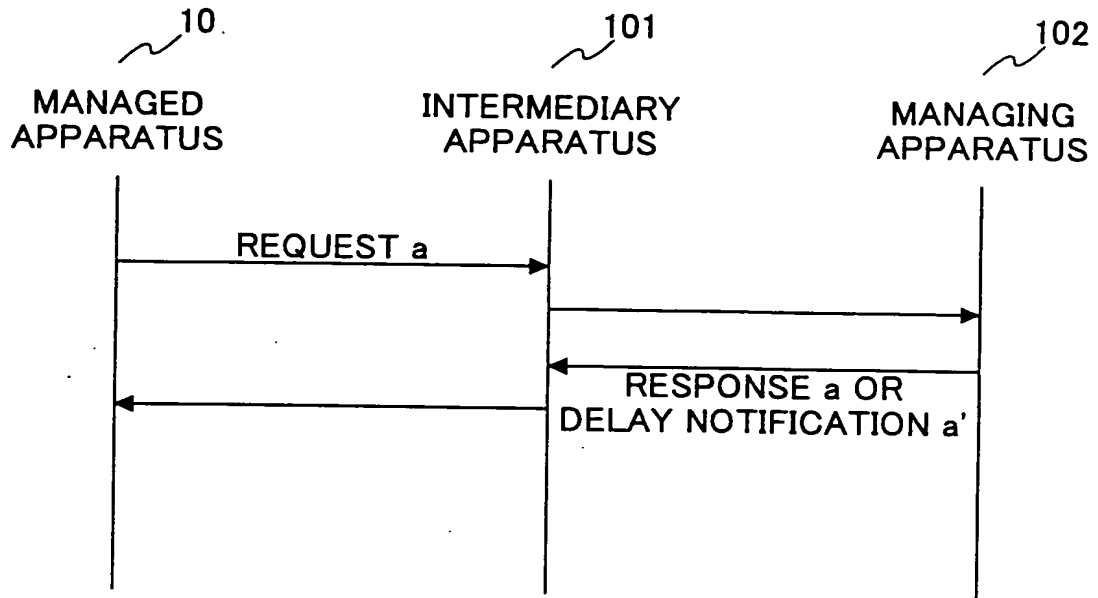 10
101
102
MANAGED
APPARATUS
INTERMEDIARY
APPARATUS
MANAGING
APPARATUS
REQUEST a
RESPONSE a OR
DELAY NOTIFICATION a'